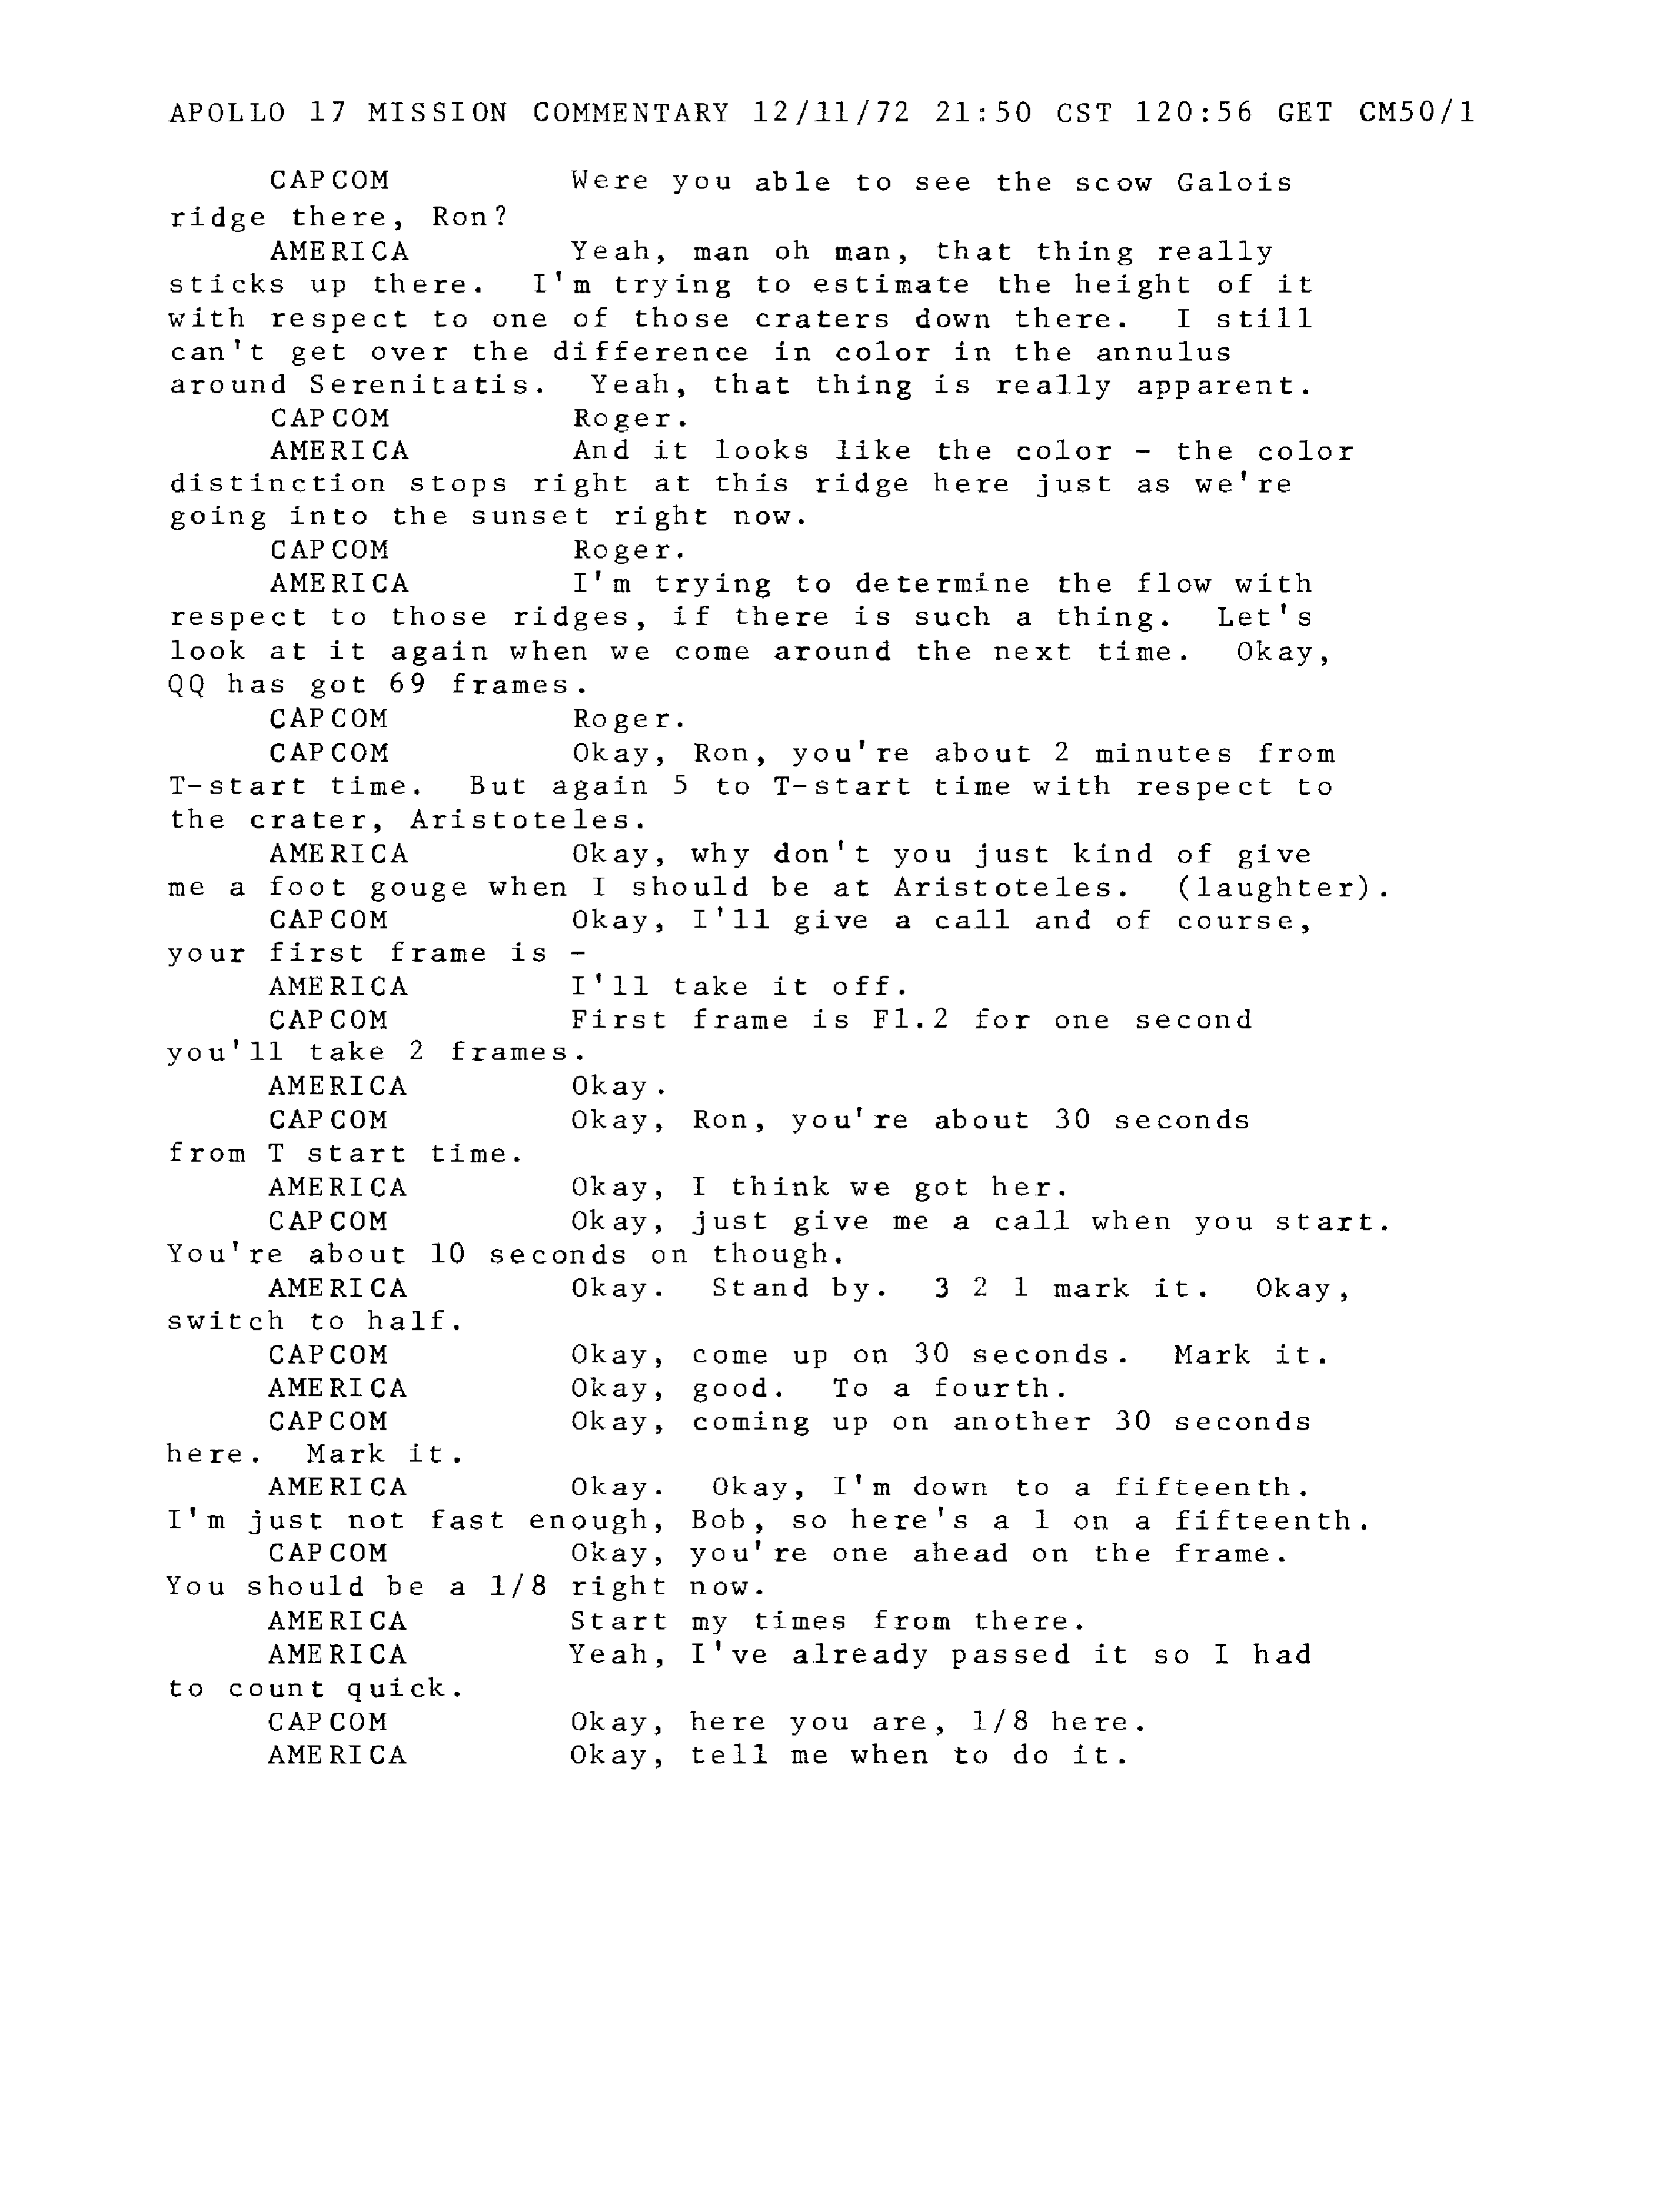 APOLLO 17 MISSION COMMENTARY 12/11/72 21:50 CST 120:56 GET CM50/1
CAPCOM Were you able to see the scow Galois
ridge there, Ron?
AMERICA Yeah, man oh man, that thing really
sticks up there. I'm trying to estimate the height of it
with respect to one of those craters down there. I still
can't get over the difference in color in the annulus
around Serenitatis. Yeah, that thing is really apparent.
CAPCOM Roger.
AMERICA And it looks like the color - the color
distinction stops right at this ridge here just as we're
going into the sunset right now.
CAPCOM Roger.
AMERICA I'm trying to determine the flow with
respect to those ridges, if there is such a thing. Let's
look at it again when we come around the next time. Okay,
QQ has got 69 frames.
CAPCOM Roger.
CAPCOM Okay, Ron, you're about 2 minutes from
T-start time. But again 5 to T-start time with respect to
the crater, Aristoteles.
AMERICA Okay, why don't you just kind of give
me a foot gouge when I should be at Aristoteles. (laughter).
CAPCOM Okay, I'll give a call and of course,
your first frame is -
AMERICA I'll take it off.
CAPCOM First frame is F1.2 for one second
you'll take 2 frames.
AMERICA Okay.
CAPCOM Okay, Ron, you're about 30 seconds
from T start time.
AMERICA Okay, I think we got her.
CAPCOM Okay, just give me a call when you start.
You're about 10 seconds on though.
AMERICA Okay. Stand by. 3 2 1 mark it. Okay,
switch to half.
CAPCOM Okay, come up on 30 seconds. Mark it.
AMERICA Okay, good. To a fourth.
CAPCOM Okay, coming up on another 30 seconds
here. Mark it.
AMERICA Okay. Okay, I'm down to a fifteenth.
I'm just not fast enough, Bob, so here's a 1 on a fifteenth.
CAPCOM Okay, you're one ahead on the frame.
You should be a 1/8 right now.
AMERICA Start my times from there.
AMERICA Yeah, I've already passed it so I had
to count quick.
CAPCOM Okay, here you are, 1/8 here.
AMERICA Okay, tell me when to do it.